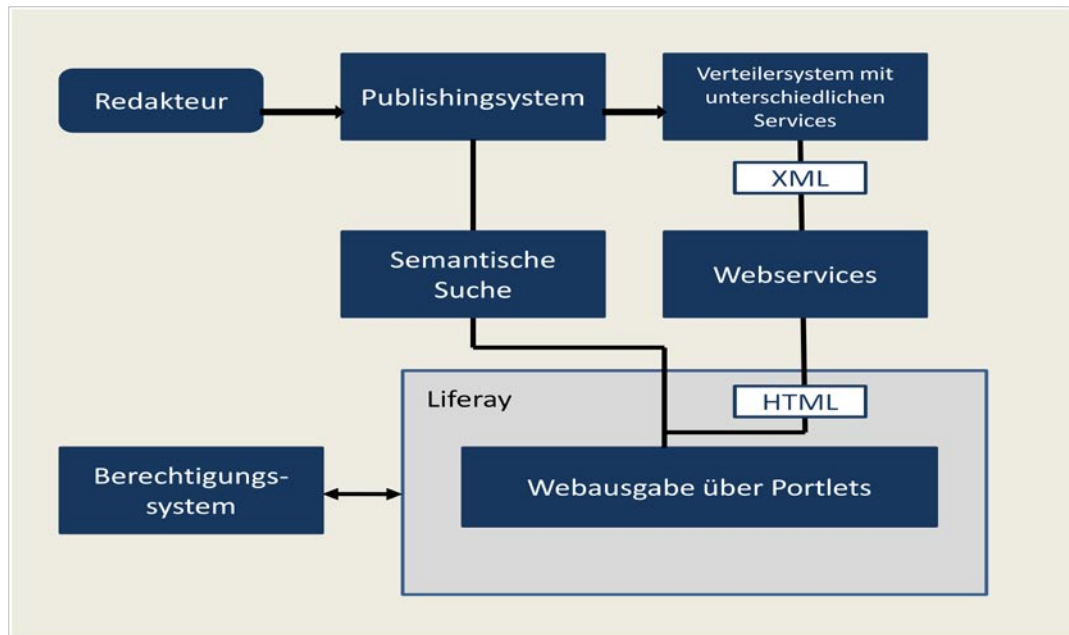 Redakteur
Publishingsystem
Verteilersystem mit
unterschiedlichen
Services
XML
Semantische
Suche
Webservices
Liferay
HTML
Berechtigungs-
system
Webausgabe über Portlets